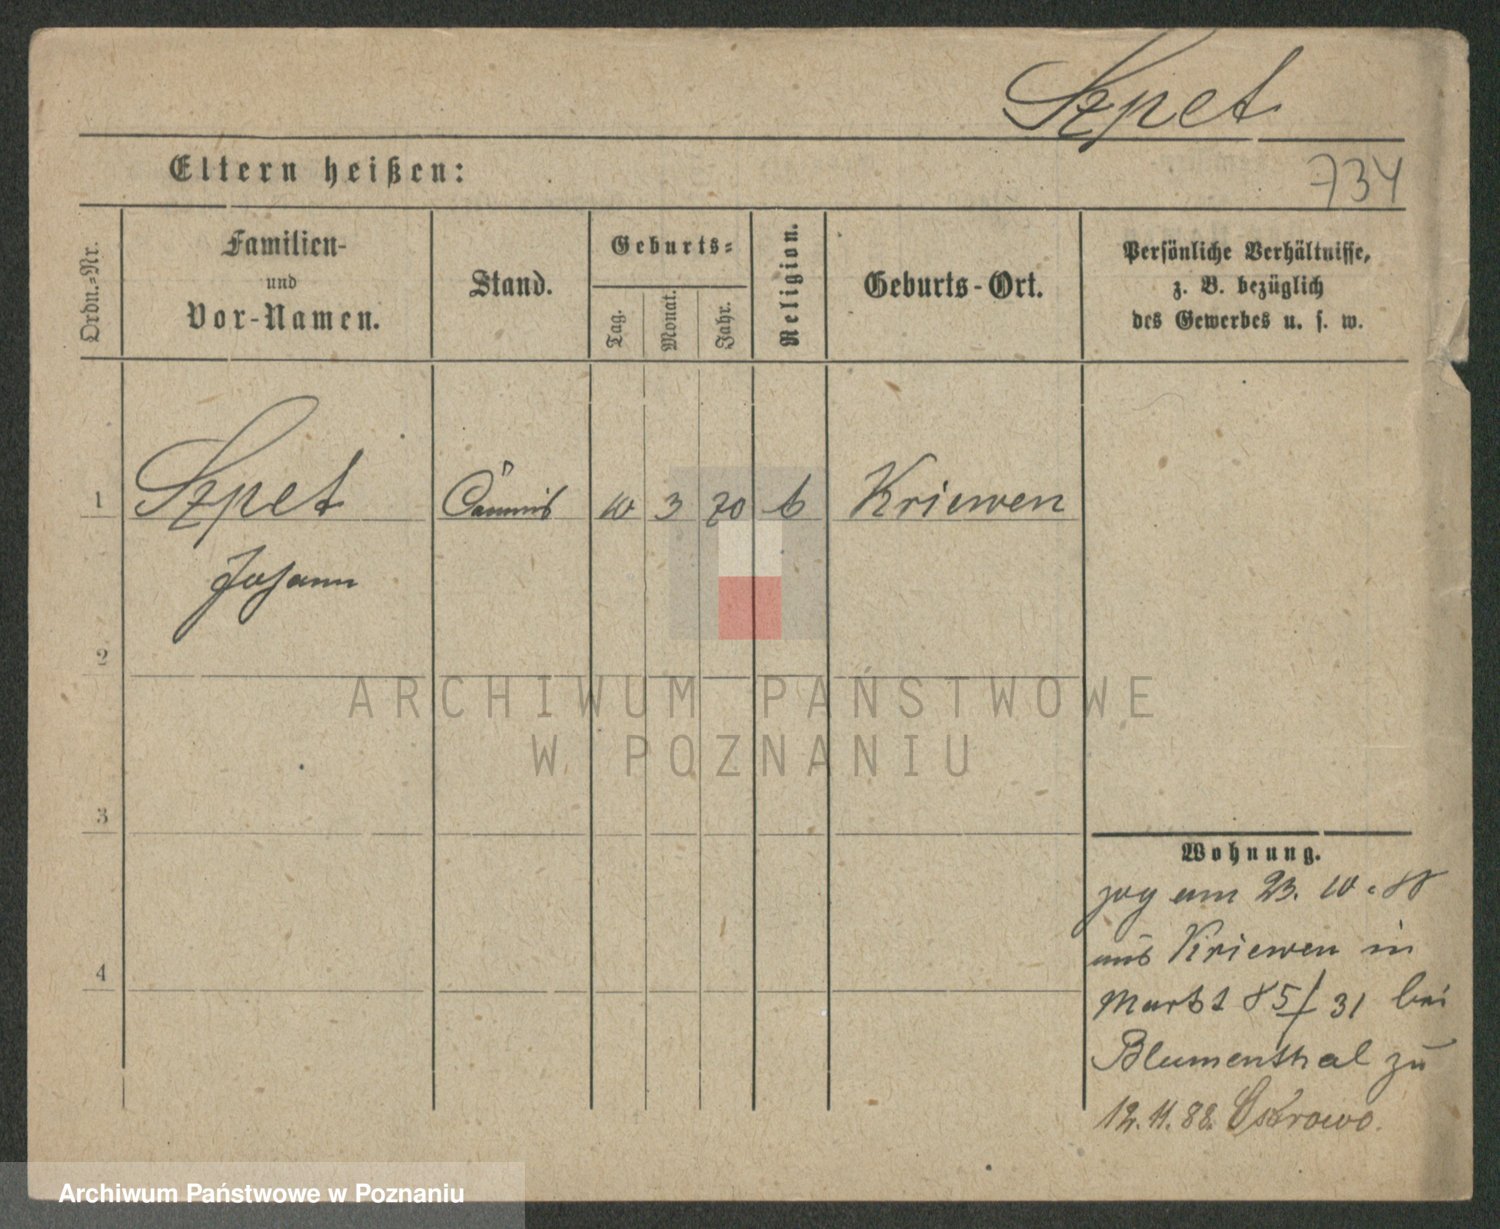 Szpet
734
Eltern heißen:
Ordn.-Nr.
Familien-
und
Vor-Namen.
Stand.
Geburts-
Tag.
Monat.
Jahr.
Religion.
Geburts-Ort.
Persönliche Verhältnisse,
z. B. bezüglich
des Gewerbes u. s. w.
1 Szpet Commis 10 3 70 k Kriewen
Johann
2
3
4
Wohnung.
zog am 23. 10. 88
aus Kriewen in
Markt 85/31 bei
Blumenthal zu
12.11.88. Ostrowo.
ARCHIWUM PAŃSTWOWE
W POZNANIU
Archiwum Państwowe w Poznaniu